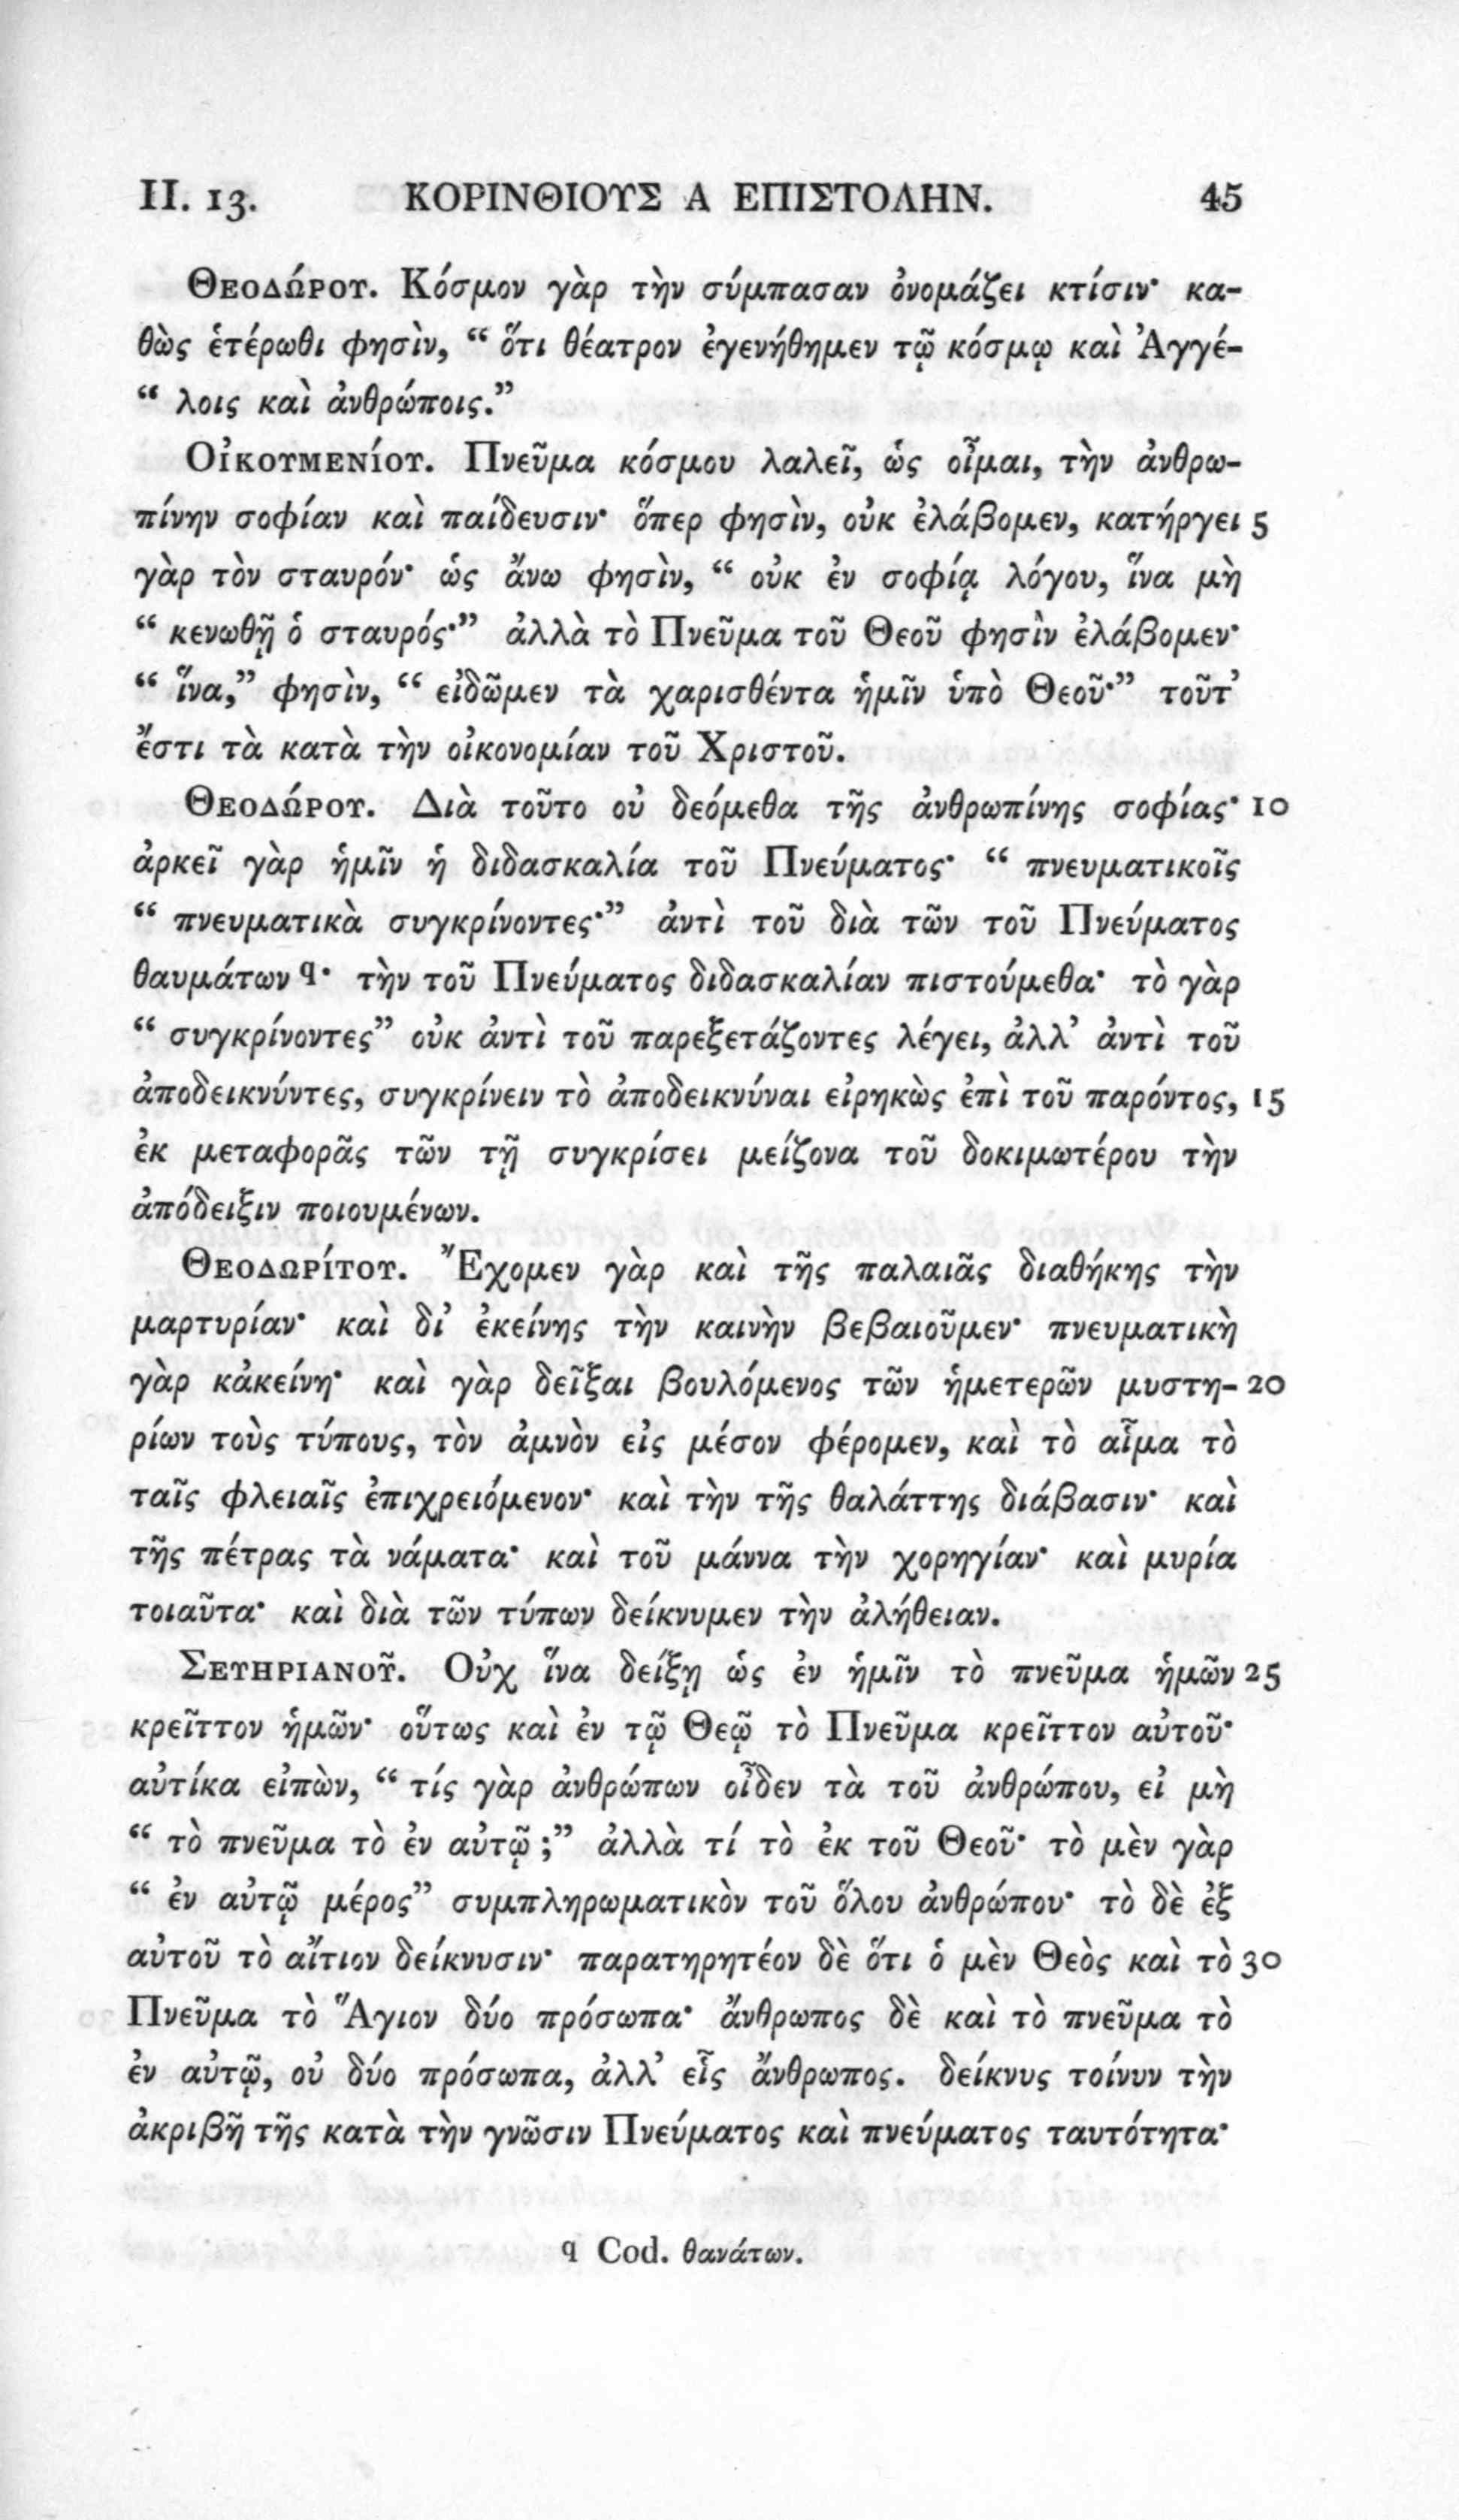 II. 13. ΚΟΡΙΝΘΙΟΥΣ Α ΕΠΙΣΤΟΛΗΝ. 45
Θεοδώρου. Κόσμον γὰρ τὴν σύμπασαν ὀνομάζει κτίσιν· κα-
θὼς ἑτέρωθι φησὶν, “ ὅτι θέατρον ἐγενήθημεν τῷ κόσμῳ καὶ Ἀγγέ-
“ λοις καὶ ἀνθρώποις.”
Οἰκουμενίου. Πνεῦμα κόσμου λαλεῖ, ὡς οἶμαι, τὴν ἀνθρω-
πίνην σοφίαν καὶ παίδευσιν· ὅπερ φησὶν, οὐκ ἐλάβομεν, κατήργει 5
γὰρ τὸν σταυρόν· ὡς ἄνω φησὶν, “ οὐκ ἐν σοφίᾳ λόγου, ἵνα μὴ
“ κενωθῇ ὁ σταυρός·” ἀλλὰ τὸ Πνεῦμα τοῦ Θεοῦ φησὶν ἐλάβομεν·
“ ἵνα,” φησὶν, “ εἰδῶμεν τὰ χαρισθέντα ἡμῖν ὑπὸ Θεοῦ·” τοῦτ’
ἔστι τὰ κατὰ τὴν οἰκονομίαν τοῦ Χριστοῦ.
Θεοδώρου. Διὰ τοῦτο οὐ δεόμεθα τῆς ἀνθρωπίνης σοφίας· 10
ἀρκεῖ γὰρ ἡμῖν ἡ διδασκαλία τοῦ Πνεύματος· “ πνευματικοῖς
“ πνευματικὰ συγκρίνοντες·” ἀντὶ τοῦ διὰ τῶν τοῦ Πνεύματος
θαυμάτων q· τὴν τοῦ Πνεύματος διδασκαλίαν πιστούμεθα· τὸ γὰρ
“ συγκρίνοντες” οὐκ ἀντὶ τοῦ παρεξετάζοντες λέγει, ἀλλ’ ἀντὶ τοῦ
ἀποδεικνύντες, συγκρίνειν τὸ ἀποδεικνύναι εἰρηκὼς ἐπὶ τοῦ παρόντος, 15
ἐκ μεταφορᾶς τῶν τῇ συγκρίσει μείζονα τοῦ δοκιμωτέρου τὴν
ἀπόδειξιν ποιουμένων.
Θεοδωρίτου. Ἔχομεν γὰρ καὶ τῆς παλαιᾶς διαθήκης τὴν
μαρτυρίαν· καὶ δι’ ἐκείνης τὴν καινὴν βεβαιοῦμεν· πνευματικὴ
γὰρ κἀκείνη· καὶ γὰρ δεῖξαι βουλόμενος τῶν ἡμετερῶν μυστη- 20
ρίων τοὺς τύπους, τὸν ἀμνὸν εἰς μέσον φέρομεν, καὶ τὸ αἷμα τὸ
ταῖς φλειαῖς ἐπιχρειόμενον· καὶ τὴν τῆς θαλάττης διάβασιν· καὶ
τῆς πέτρας τὰ νάματα· καὶ τοῦ μάννα τὴν χορηγίαν· καὶ μυρία
τοιαῦτα· καὶ διὰ τῶν τύπων δείκνυμεν τὴν ἀλήθειαν.
Σευηριανοῦ. Οὐχ ἵνα δείξῃ ὡς ἐν ἡμῖν τὸ πνεῦμα ἡμῶν 25
κρεῖττον ἡμῶν· οὕτως καὶ ἐν τῷ Θεῷ τὸ Πνεῦμα κρεῖττον αὐτοῦ·
αὐτίκα εἰπὼν, “ τίς γὰρ ἀνθρώπων οἶδεν τὰ τοῦ ἀνθρώπου, εἰ μὴ
“ τὸ πνεῦμα τὸ ἐν αὐτῷ ;” ἀλλὰ τί τὸ ἐκ τοῦ Θεοῦ· τὸ μὲν γὰρ
“ ἐν αὐτῷ μέρος” συμπληρωματικὸν τοῦ ὅλου ἀνθρώπου· τὸ δὲ ἐξ
αὐτοῦ τὸ αἴτιον δείκνυσιν· παρατηρητέον δὲ ὅτι ὁ μὲν Θεὸς καὶ τὸ 30
Πνεῦμα τὸ Ἅγιον δύο πρόσωπα· ἄνθρωπος δὲ καὶ τὸ πνεῦμα τὸ
ἐν αὐτῷ, οὐ δύο πρόσωπα, ἀλλ’ εἷς ἄνθρωπος. δείκνυς τοίνυν τὴν
ἀκριβῆ τῆς κατὰ τὴν γνῶσιν Πνεύματος καὶ πνεύματος ταυτότητα·
q Cod. θανάτων.